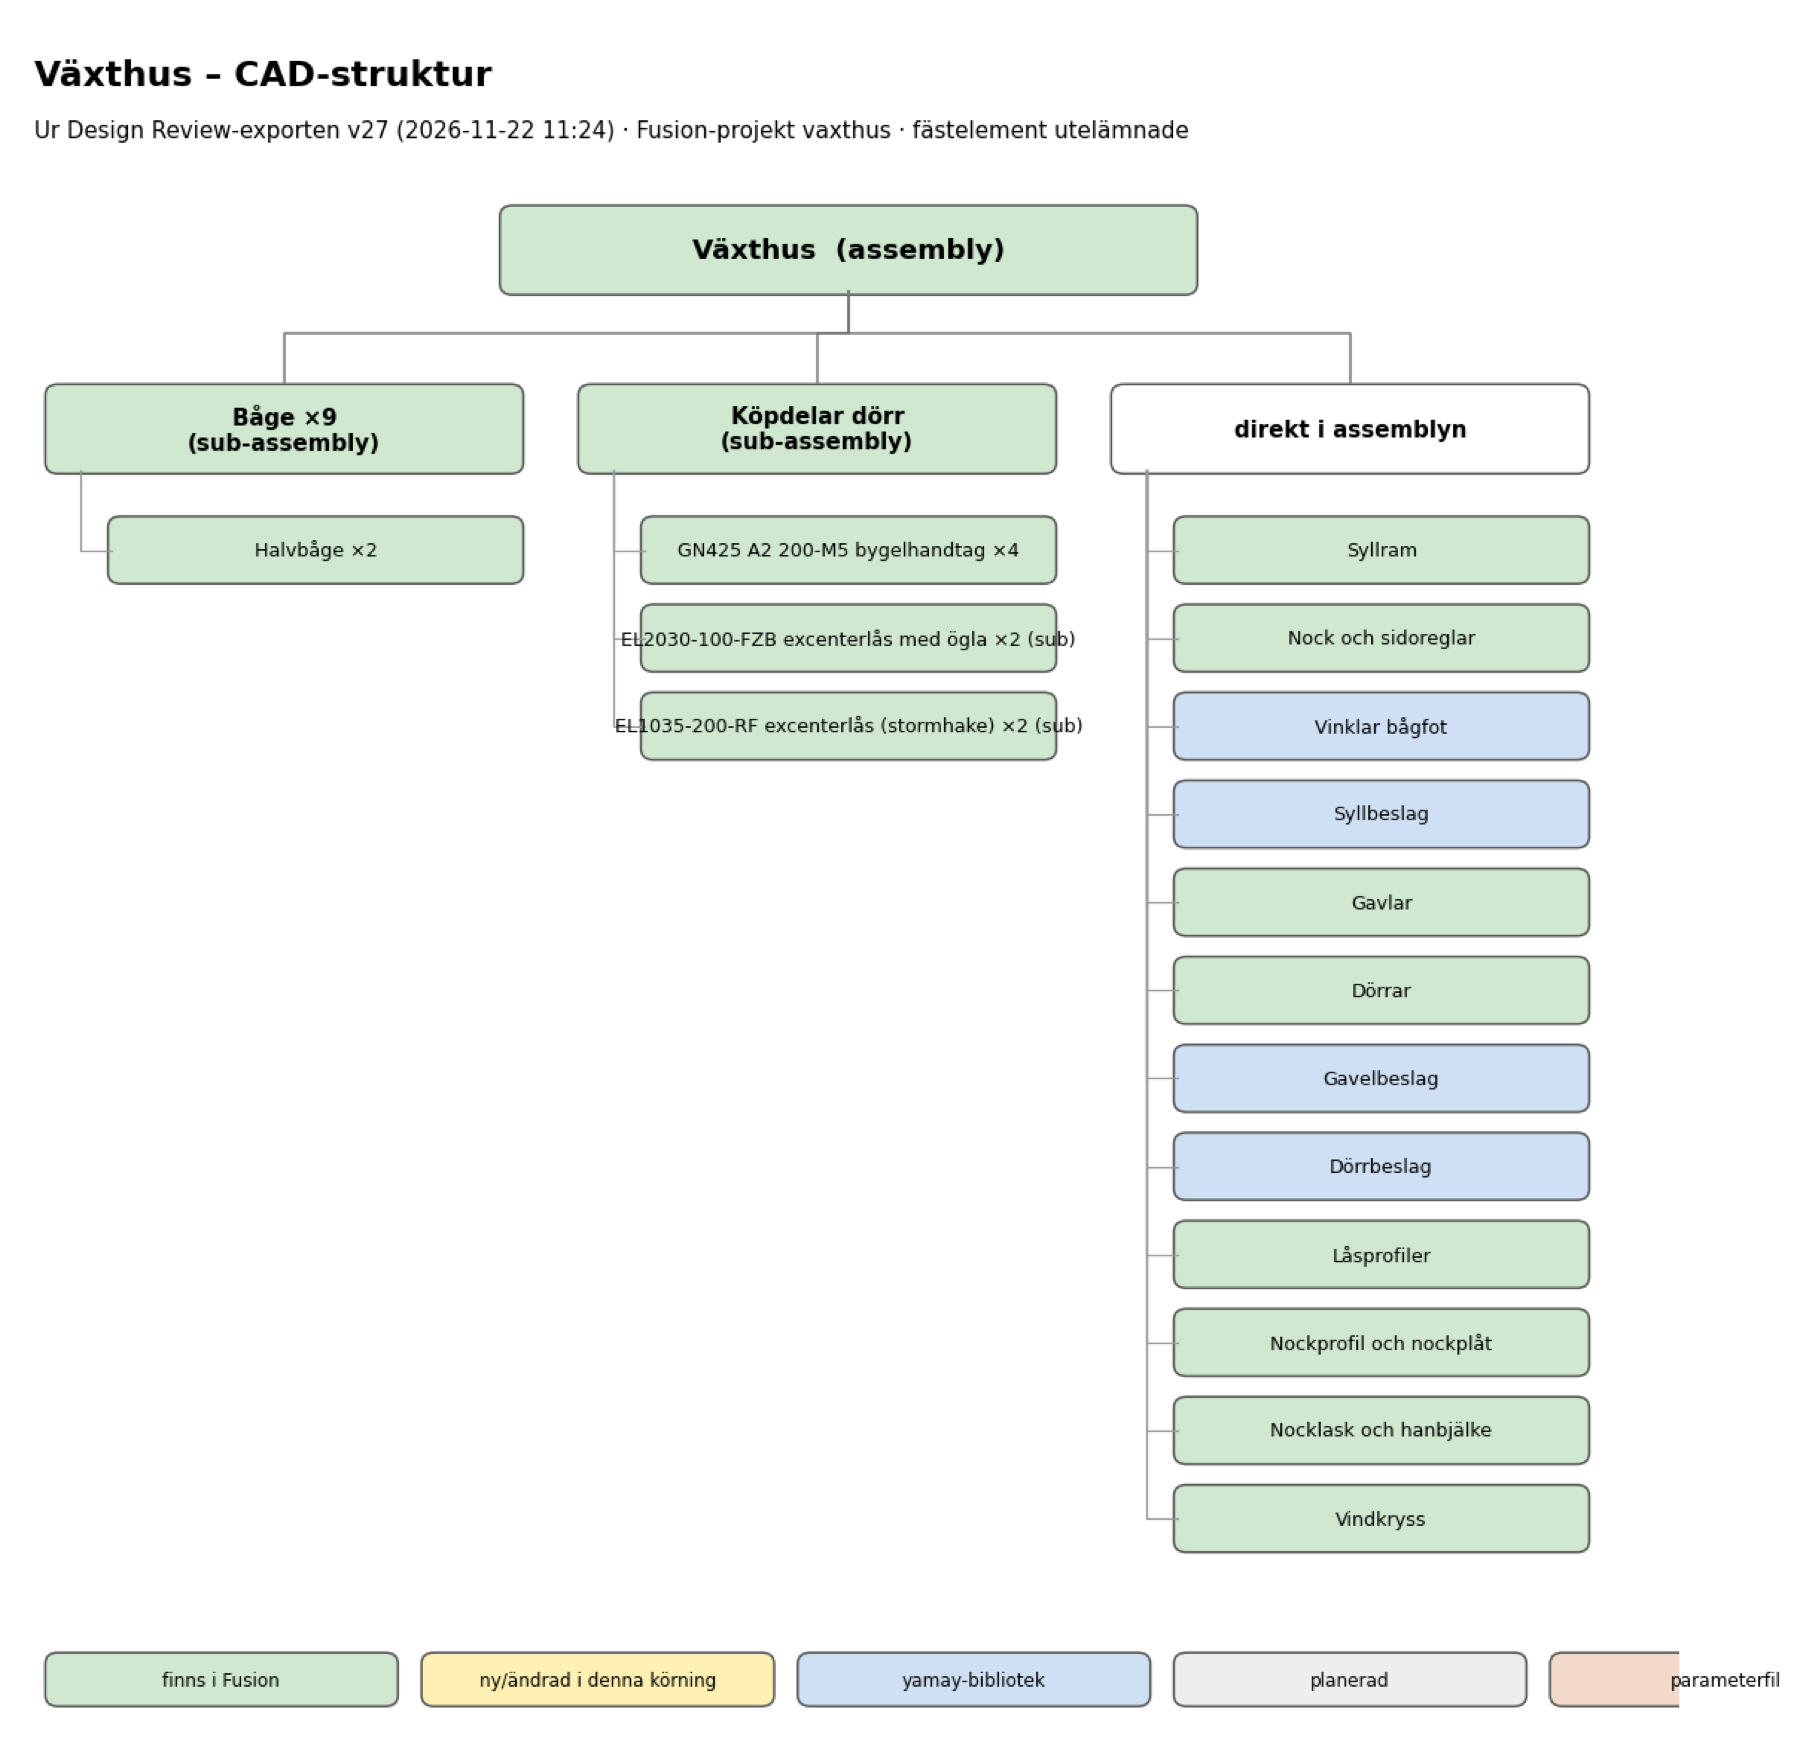 Växthus – CAD-struktur
Ur Design Review-exporten v27 (2026-11-22 11:24) · Fusion-projekt vaxthus · fästelement utelämnade
Växthus (assembly)
Båge ×9
(sub-assembly)
Halvbåge ×2
Köpdelar dörr
(sub-assembly)
GN425 A2 200-M5 bygelhandtag ×4
EL2030-100-FZB excenterlås med ögla ×2 (sub)
EL1035-200-RF excenterlås (stormhake) ×2 (sub)
direkt i assemblyn
Syllram
Nock och sidoreglar
Vinklar bågfot
Syllbeslag
Gavlar
Dörrar
Gavelbeslag
Dörrbeslag
Låsprofiler
Nockprofil och nockplåt
Nocklask och hanbjälke
Vindkryss
finns i Fusion
ny/ändrad i denna körning
yamay-bibliotek
planerad
parameterfil